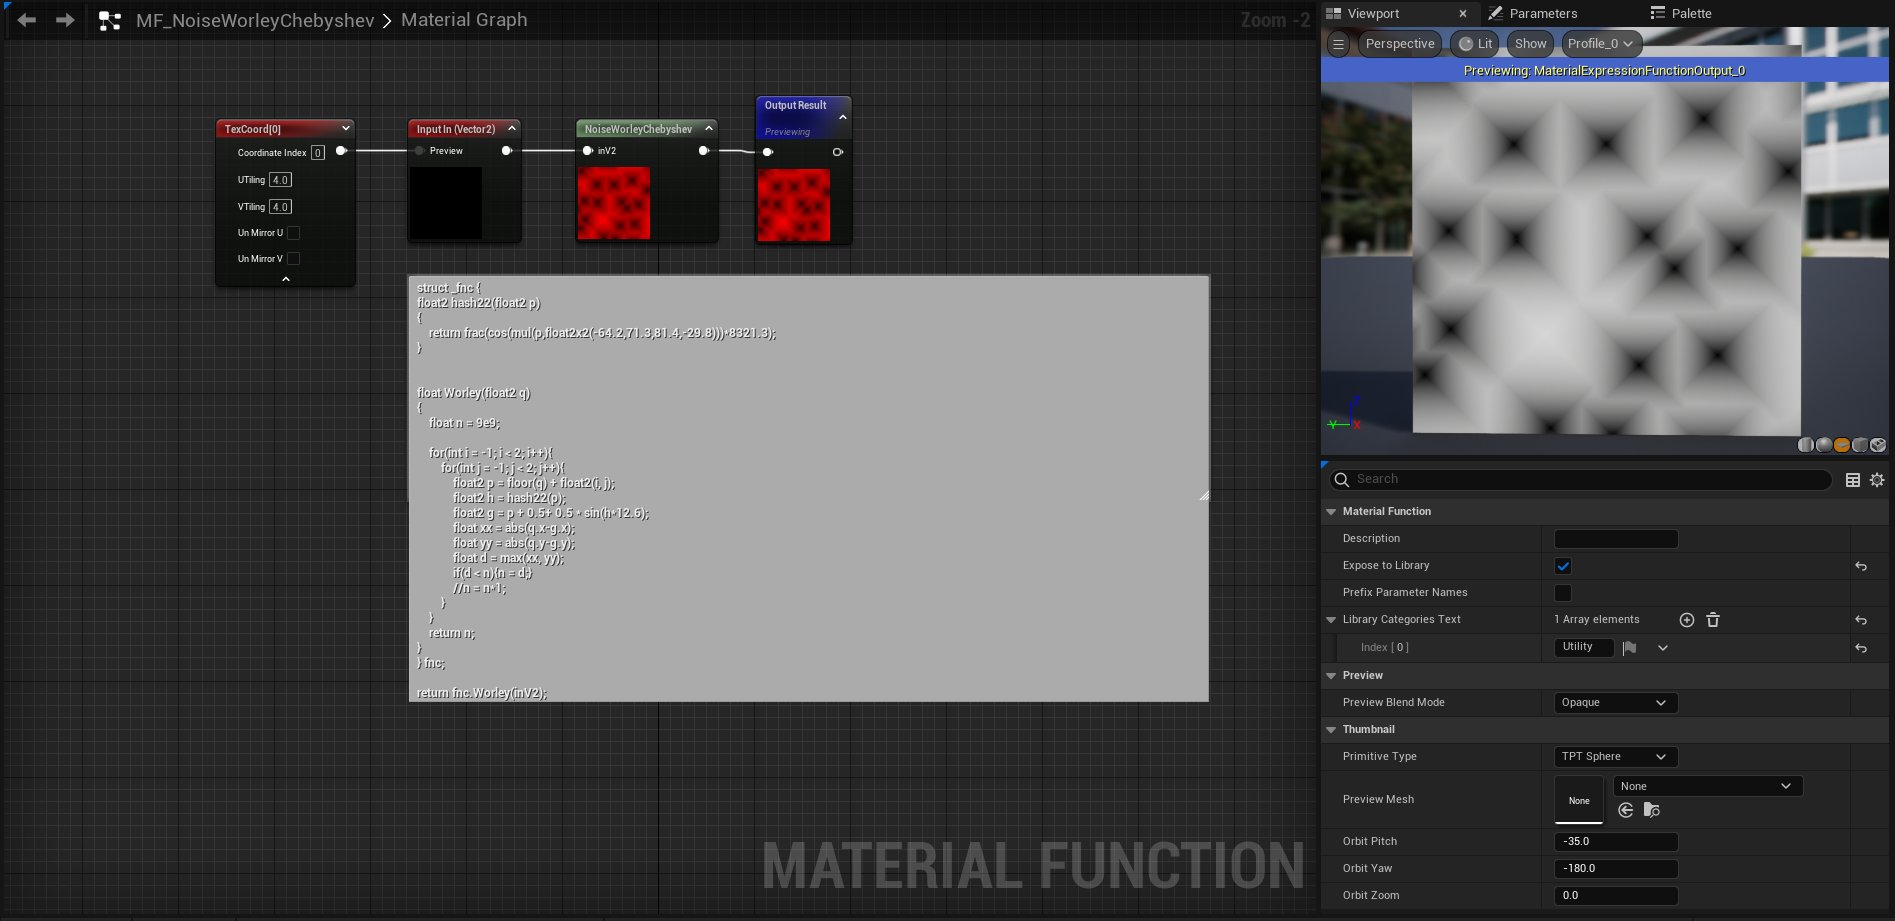 MF_NoiseWorleyChebyshev > Material Graph
Zoom -2
TexCoord[0]
Coordinate Index 0
UTiling 4.0
VTiling 4.0
Un Mirror U
Un Mirror V
Input In (Vector2)
Preview
NoiseWorleyChebyshev
inV2
Output Result
Previewing
struct _fnc {
float2 hash22(float2 p)
{
return frac(cos(mul(p,float2x2(-64.2,71.3,81.4,-29.8)))*8321.3);
}
float Worley(float2 q)
{
float n = 9e9;
for(int i = -1; i < 2; i++){
for(int j = -1; j < 2; j++){
float2 p = floor(q) + float2(i, j);
float2 h = hash22(p);
float2 g = p + 0.5+ 0.5 * sin(h*12.6);
float xx = abs(q.x-g.x);
float yy = abs(q.y-g.y);
float d = max(xx, yy);
if(d < n){n = d;}
//n = n*1;
}
}
return n;
}
} fnc;
return fnc.Worley(inV2);
MATERIAL FUNCTION
Viewport
Parameters
Palette
Perspective
Lit
Show
Profile_0
Previewing: MaterialExpressionFunctionOutput_0
Z
Y
X
Search
Material Function
Description
Expose to Library
Prefix Parameter Names
Library Categories Text 1 Array elements
Index [ 0 ] Utility
Preview
Preview Blend Mode Opaque
Thumbnail
Primitive Type TPT Sphere
Preview Mesh None None
Orbit Pitch -35.0
Orbit Yaw -180.0
Orbit Zoom 0.0